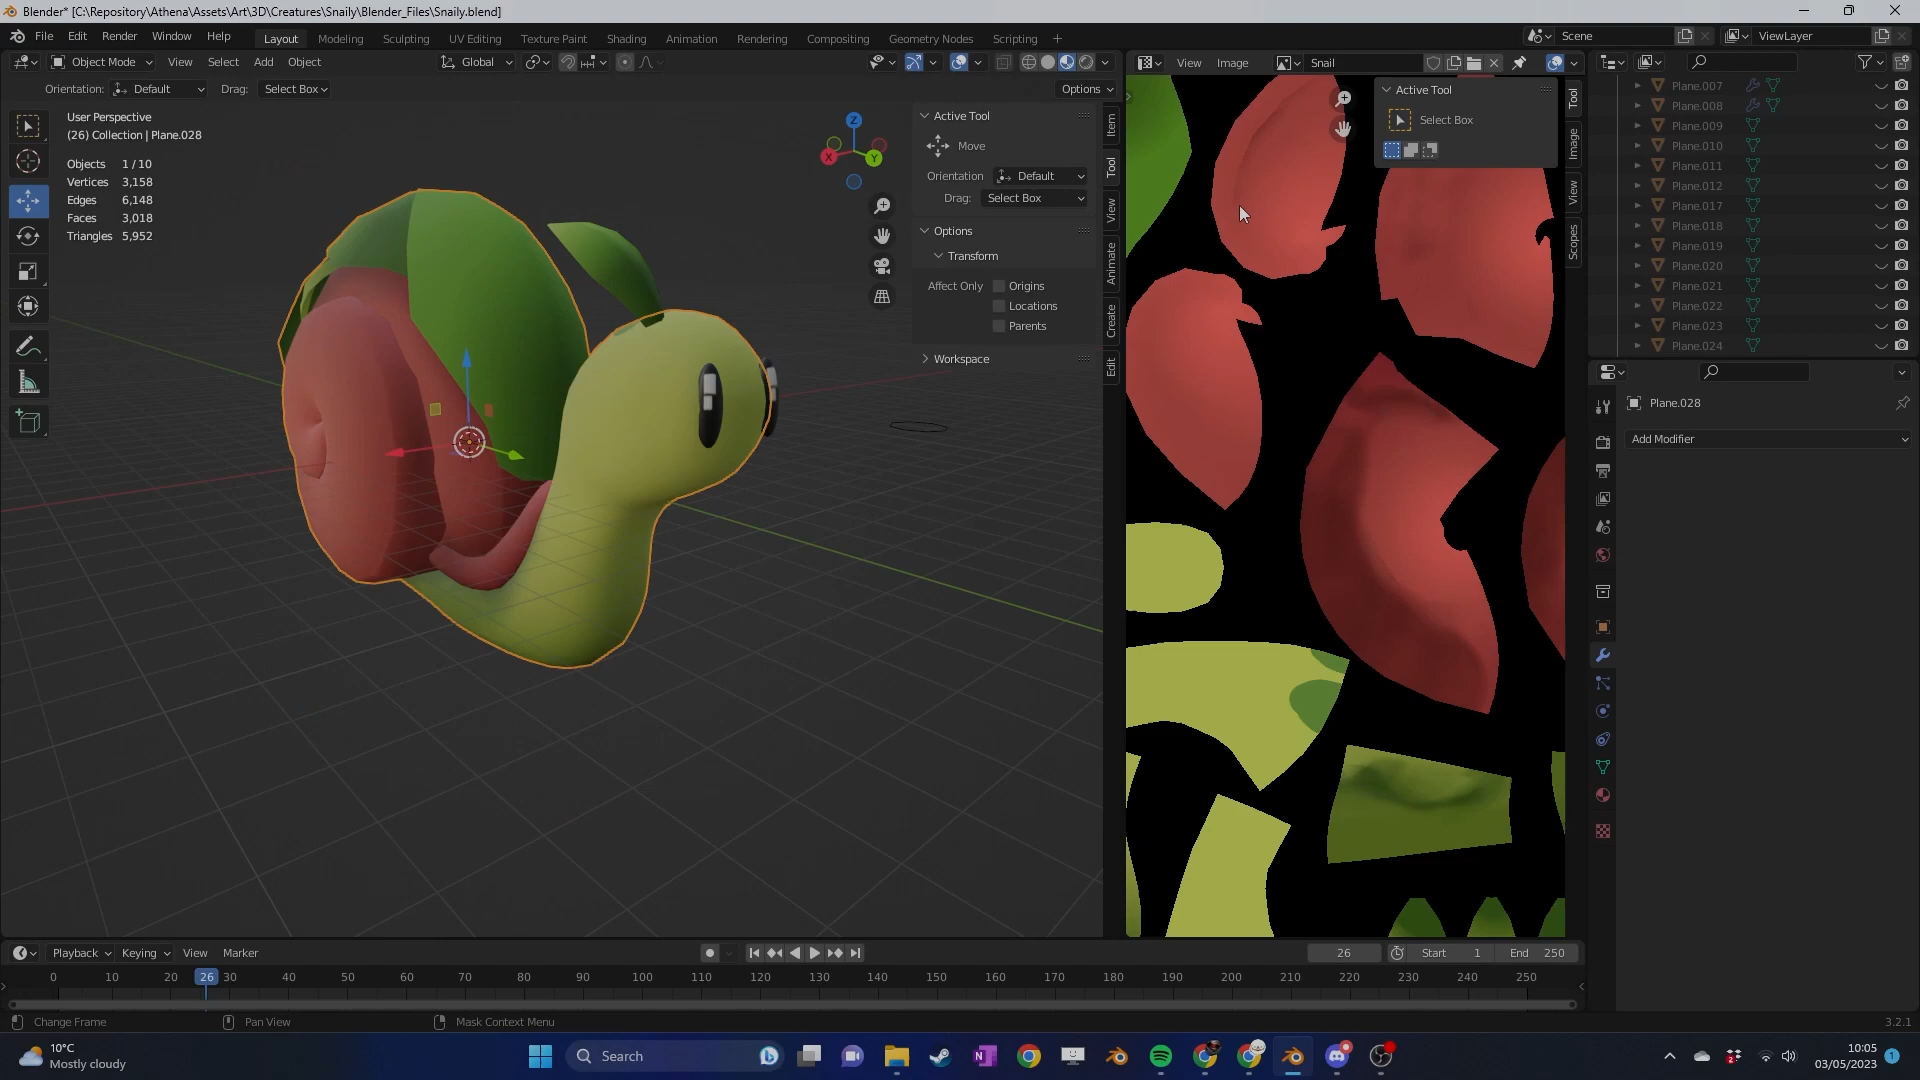 Blender* [C:\Repository\Athena\Assets\Art\3D\Creatures\Snaily\Blender_Files\Snaily.blend]
File Edit Render Window Help Layout Modeling Sculpting UV Editing Texture Paint Shading Animation Rendering Compositing Geometry Nodes Scripting + Scene ViewLayer
Object Mode View Select Add Object Global View Image Snail
Orientation: Default Drag: Select Box Options
User Perspective
(26) Collection | Plane.028
Objects 1 / 10
Vertices 3,158
Edges 6,148
Faces 3,018
Triangles 5,952
Z
X
Y
Active Tool
Move
Orientation Default
Drag: Select Box
Options
Transform
Affect Only Origins
Locations
Parents
Workspace
Item
Tool
View
Animate
Create
Edit
Active Tool
Select Box
Tool
Image
View
Scopes
Plane.007
Plane.008
Plane.009
Plane.010
Plane.011
Plane.012
Plane.017
Plane.018
Plane.019
Plane.020
Plane.021
Plane.022
Plane.023
Plane.024
Plane.028
Add Modifier
Playback Keying View Marker 26 Start 1 End 250
0 10 20 26 30 40 50 60 70 80 90 100 110 120 130 140 150 160 170 180 190 200 210 220 230 240 250
Change Frame Pan View Mask Context Menu 3.2.1
10°C
Mostly cloudy
Search
10:05
03/05/2023
1
2